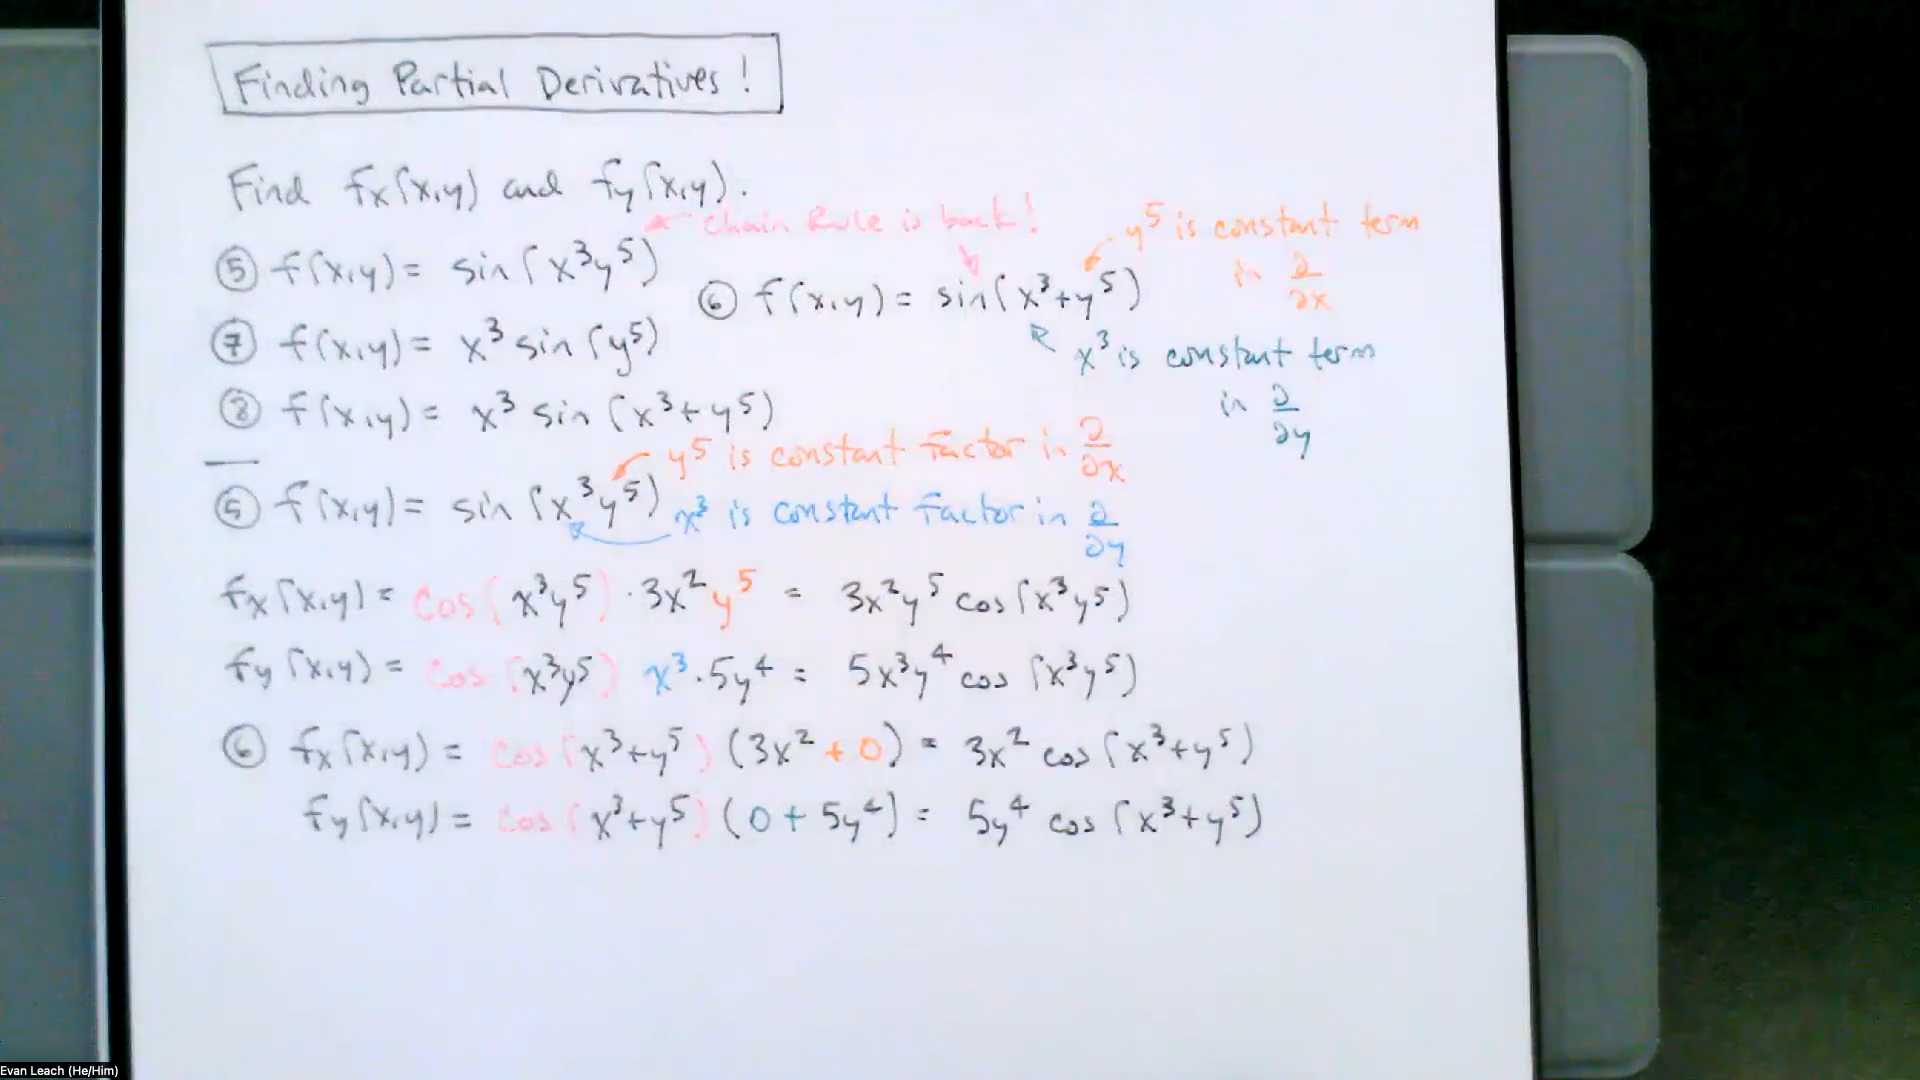 Finding Partial Derivatives!
Find fx(x,y) and fy(x,y).
← Chain Rule is back!
y⁵ is constant term
in ∂/∂x
⑤ f(x,y) = sin(x³y⁵)
⑥ f(x,y) = sin(x³+y⁵)
x³ is constant term
in ∂/∂y
⑦ f(x,y) = x³ sin(y⁵)
⑧ f(x,y) = x³ sin(x³+y⁵)
y⁵ is constant factor in ∂/∂x
⑤ f(x,y) = sin(x³y⁵)
x³ is constant factor in ∂/∂y
fx(x,y) = cos(x³y⁵) · 3x²y⁵ = 3x²y⁵ cos(x³y⁵)
fy(x,y) = cos(x³y⁵) x³ · 5y⁴ = 5x³y⁴ cos(x³y⁵)
⑥ fx(x,y) = cos(x³+y⁵) (3x² + 0) = 3x² cos(x³+y⁵)
fy(x,y) = cos(x³+y⁵) (0 + 5y⁴) = 5y⁴ cos(x³+y⁵)
Evan Leach (He/Him)